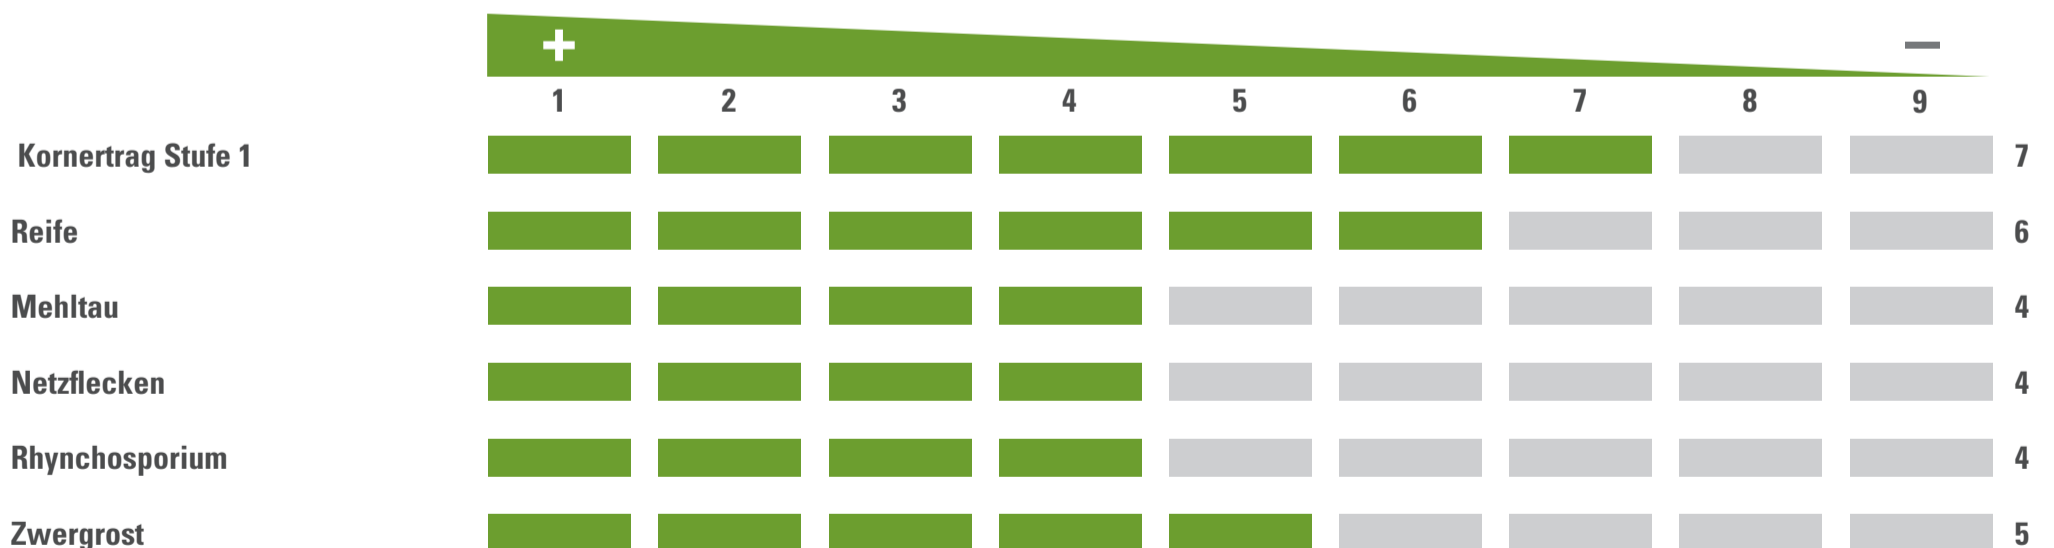 + −
1 2 3 4 5 6 7 8 9
Kornertrag Stufe 1 7
Reife 6
Mehltau 4
Netzflecken 4
Rhynchosporium 4
Zwergrost 5